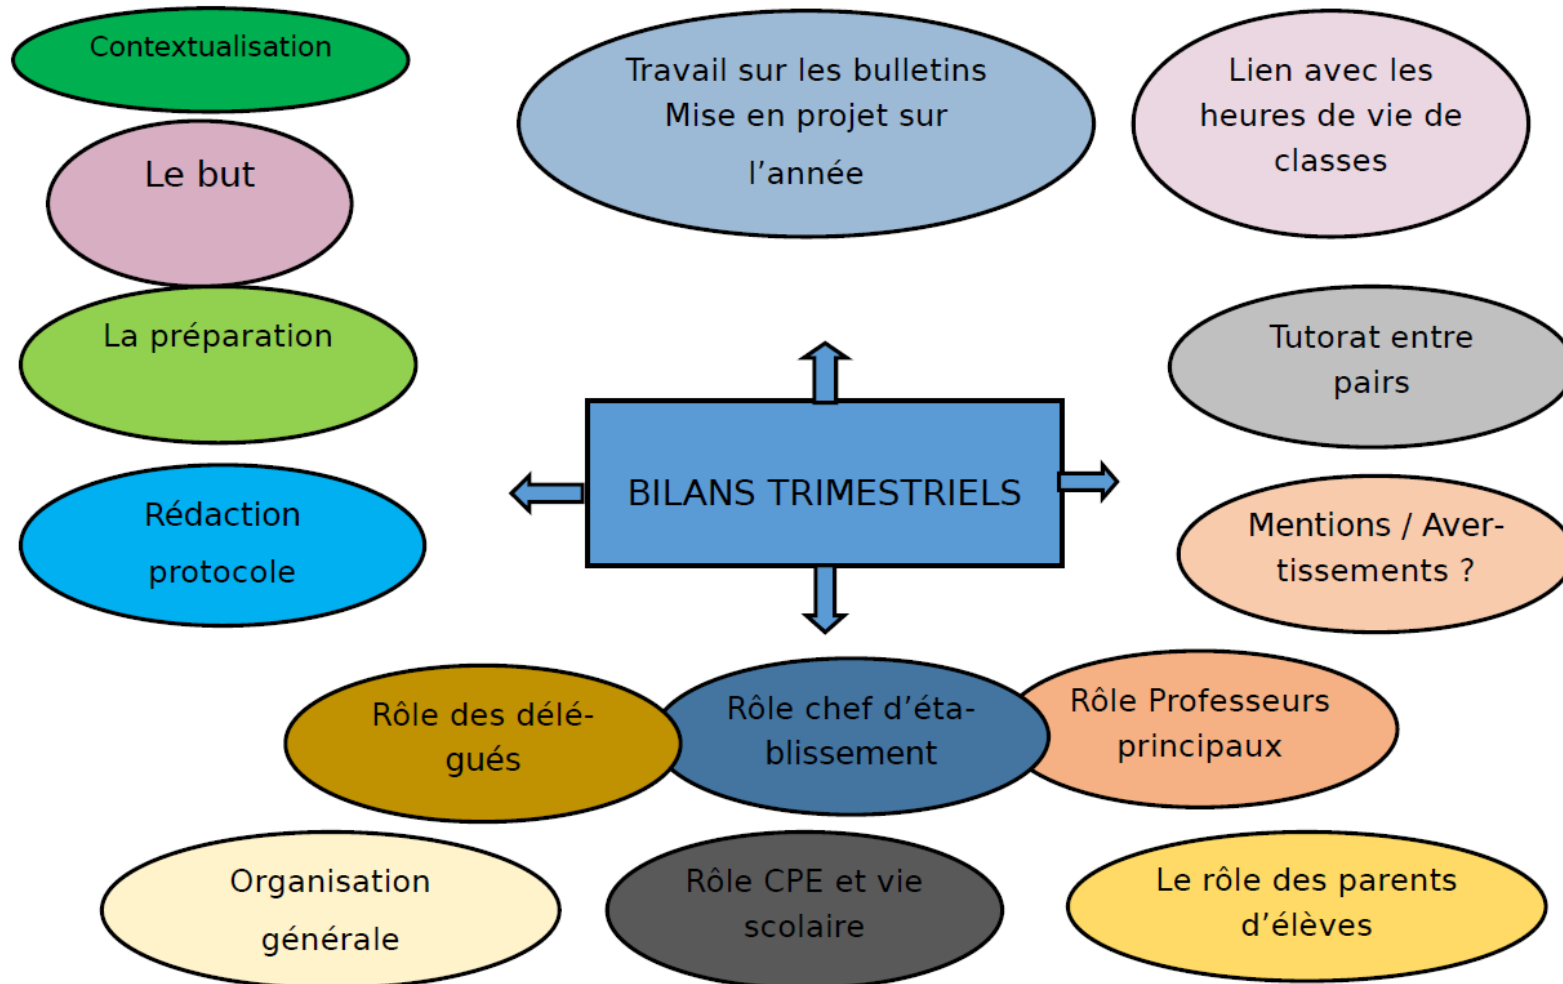 Contextualisation
Le but
La préparation
Rédaction
protocole
Travail sur les bulletins
Mise en projet sur
l’année
Lien avec les
heures de vie de
classes
Tutorat entre
pairs
Mentions / Aver-
tissements ?
BILANS TRIMESTRIELS
Rôle des délé-
gués
Rôle chef d’éta-
blissement
Rôle Professeurs
principaux
Organisation
générale
Rôle CPE et vie
scolaire
Le rôle des parents
d’élèves